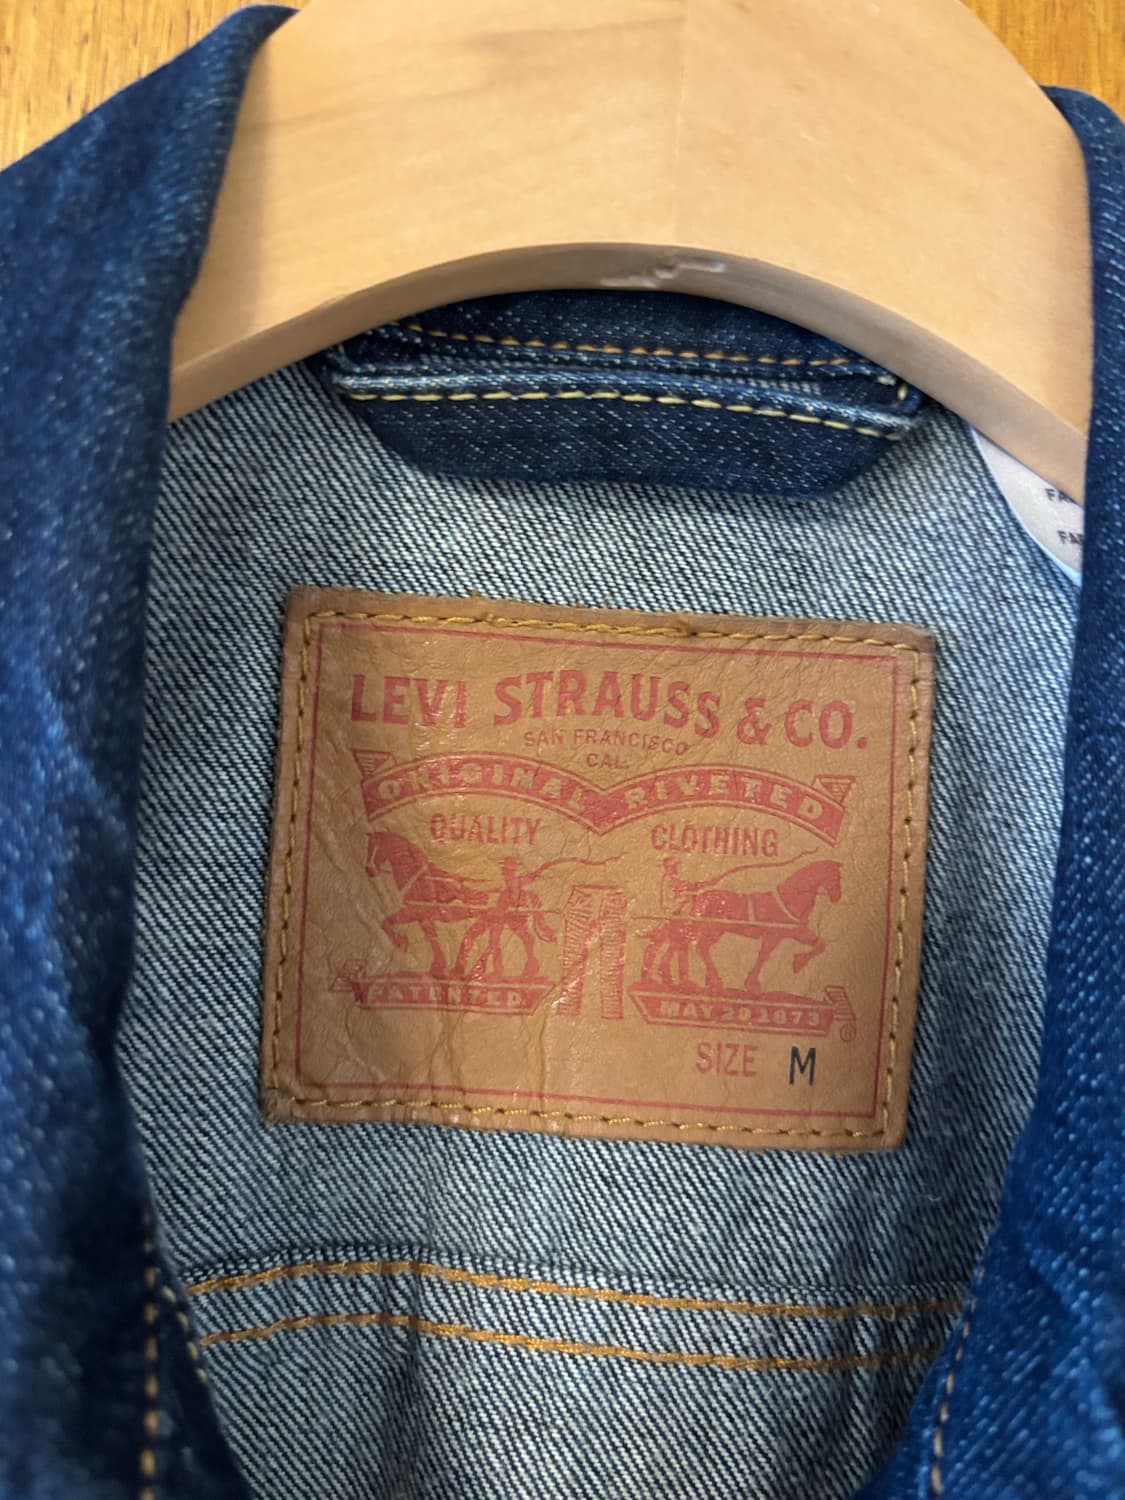 LEVI STRAUSS & CO.
SAN FRANCISCO
CAL.
ORIGINAL RIVETED
QUALITY CLOTHING
PATENTED MAY 20 1873
SIZE M